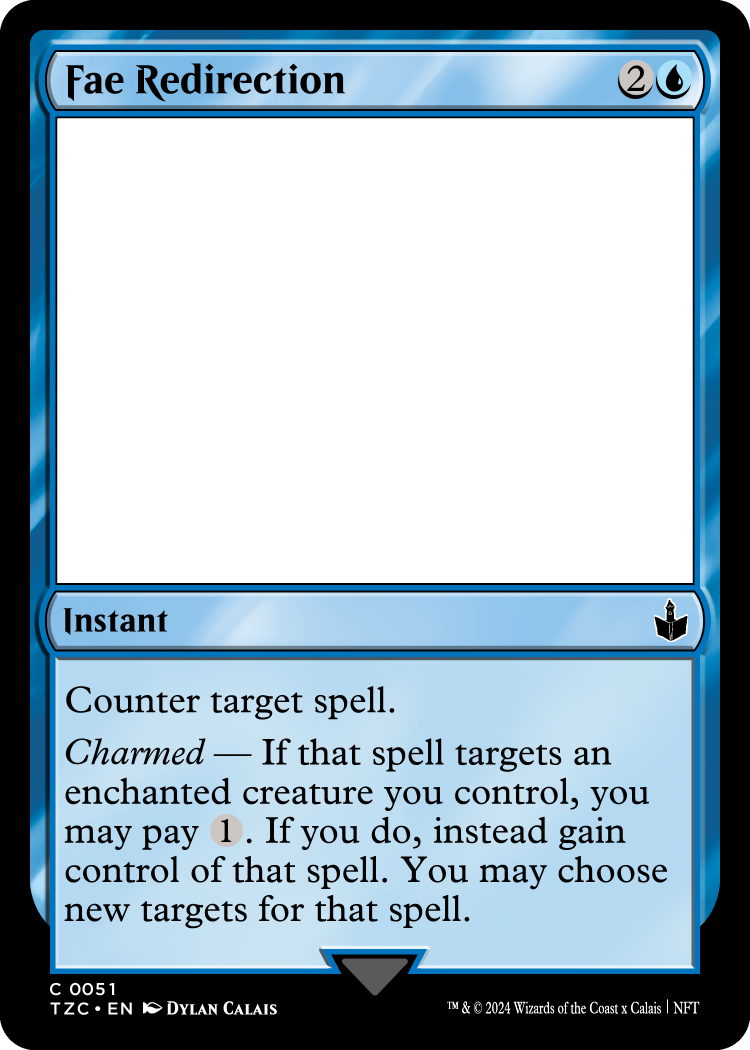 Fae Redirection 2
Instant
Counter target spell.
Charmed — If that spell targets an
enchanted creature you control, you
may pay 1. If you do, instead gain
control of that spell. You may choose
new targets for that spell.
C 0051
TZC • EN Dylan Calais
™ & © 2024 Wizards of the Coast x Calais | NFT